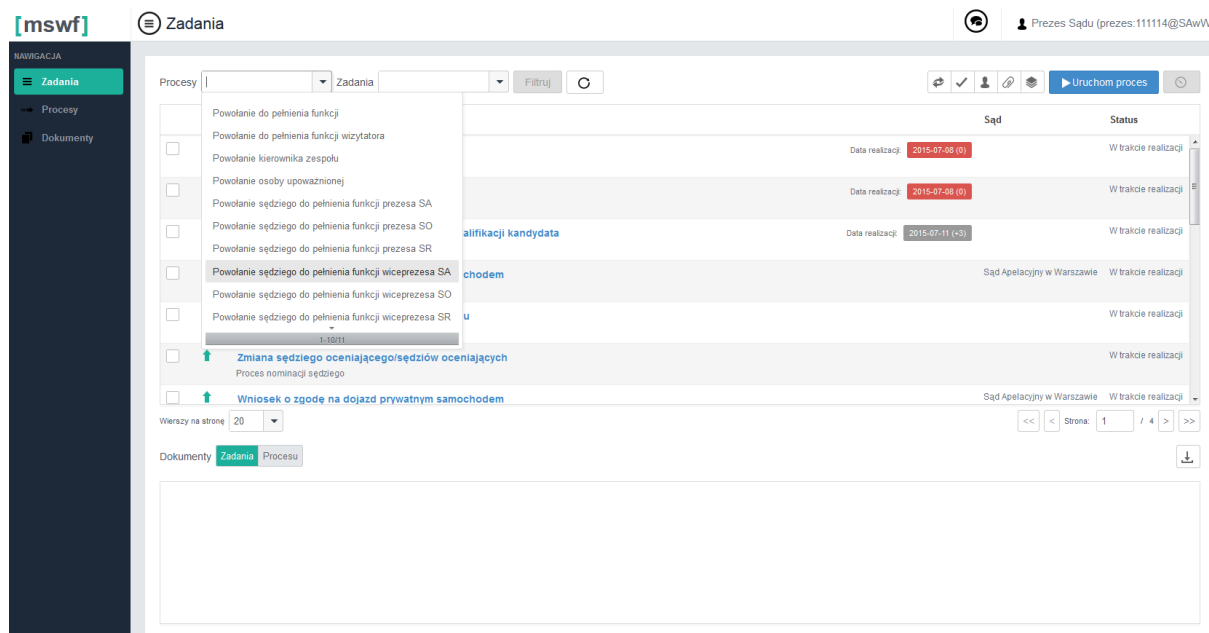 [mswf]
Zadania
Prezes Sądu (prezes:111114@SAwW
NAWIGACJA
Zadania
Procesy
Dokumenty
Procesy
Zadania
Filtruj
Uruchom proces
Sąd
Status
Powołanie do pełnienia funkcji
Powołanie do pełnienia funkcji wizytatora
Powołanie kierownika zespołu
Powołanie osoby upoważnionej
Powołanie sędziego do pełnienia funkcji prezesa SA
Powołanie sędziego do pełnienia funkcji prezesa SO
Powołanie sędziego do pełnienia funkcji prezesa SR
Powołanie sędziego do pełnienia funkcji wiceprezesa SA
Powołanie sędziego do pełnienia funkcji wiceprezesa SO
Powołanie sędziego do pełnienia funkcji wiceprezesa SR
1-10/11
Data realizacji: 2015-07-08 (0) W trakcie realizacji
Data realizacji: 2015-07-08 (0) W trakcie realizacji
alifikacji kandydata Data realizacji: 2015-07-11 (+3) W trakcie realizacji
chodem Sąd Apelacyjny w Warszawie W trakcie realizacji
u W trakcie realizacji
Zmiana sędziego oceniającego/sędziów oceniających W trakcie realizacji
Proces nominacji sędziego
Wniosek o zgodę na dojazd prywatnym samochodem Sąd Apelacyjny w Warszawie W trakcie realizacji
Wierszy na stronę 20
<< < Strona: 1 / 4 > >>
Dokumenty Zadania Procesu